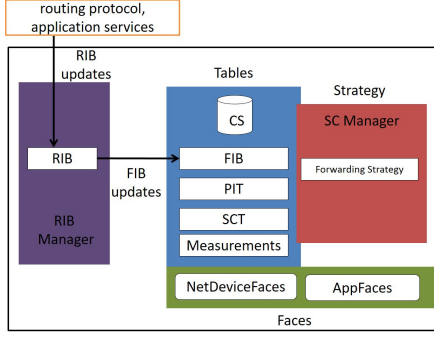 routing protocol,
application services
RIB
updates
Tables
Strategy
CS
SC Manager
RIB
FIB
updates
FIB
Forwarding Strategy
PIT
RIB
Manager
SCT
Measurements
NetDeviceFaces
AppFaces
Faces